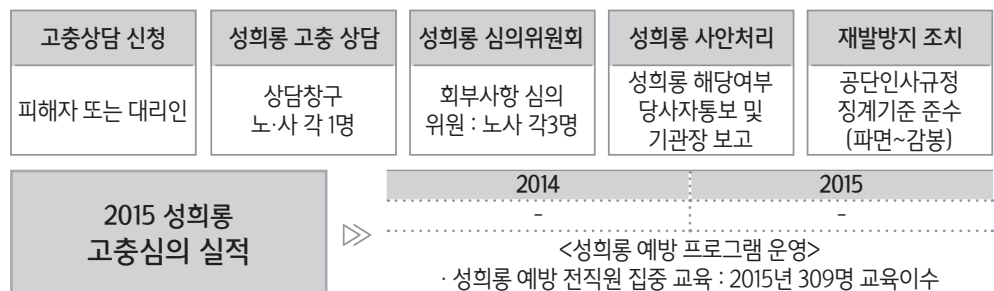 고충상담 신청
피해자 또는 대리인
성희롱 고충 상담
상담창구
노·사 각 1명
성희롱 심의위원회
회부사항 심의
위원 : 노사 각3명
성희롱 사안처리
성희롱 해당여부
당사자통보 및
기관장 보고
재발방지 조치
공단인사규정
징계기준 준수
(파면~감봉)
2015 성희롱
고충심의 실적
2014 2015
- -
<성희롱 예방 프로그램 운영>
· 성희롱 예방 전직원 집중 교육 : 2015년 309명 교육이수